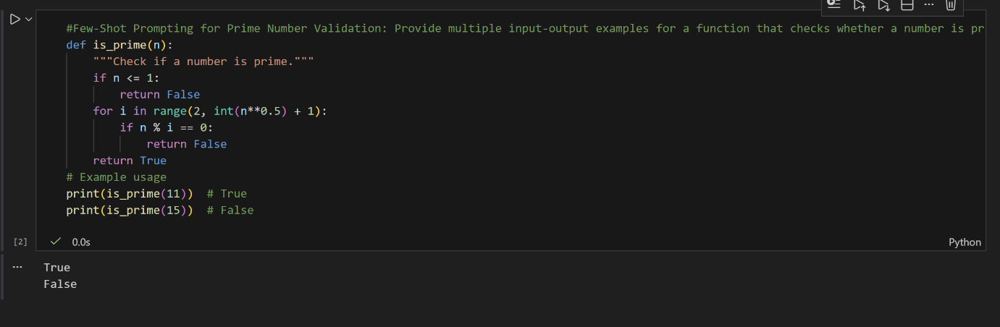 #Few-Shot Prompting for Prime Number Validation: Provide multiple input-output examples for a function that checks whether a number is pr
def is_prime(n):
    """Check if a number is prime."""
    if n <= 1:
        return False
    for i in range(2, int(n**0.5) + 1):
        if n % i == 0:
            return False
    return True
# Example usage
print(is_prime(11))  # True
print(is_prime(15))  # False
[2]
0.0s
Python
True
False